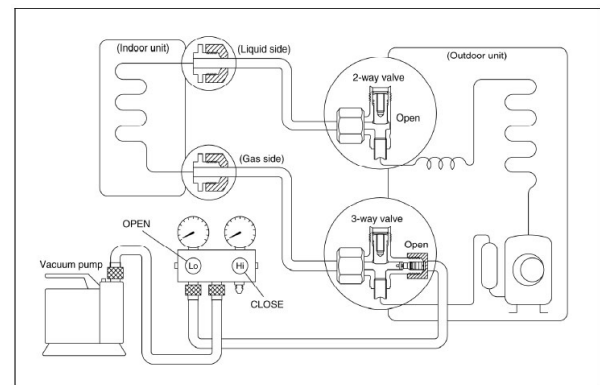 (Indoor unit)
(Liquid side)
(Outdoor unit)
2-way valve
Open
(Gas side)
3-way valve
Open
OPEN
Lo
Hi
CLOSE
Vacuum pump